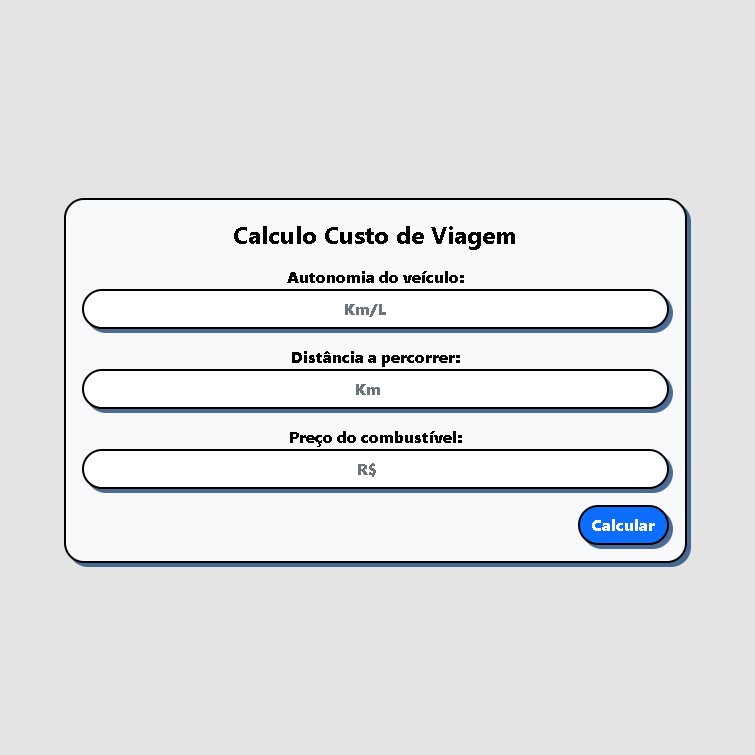 Calculo Custo de Viagem
Autonomia do veículo:
Km/L
Distância a percorrer:
Km
Preço do combustível:
R$
Calcular